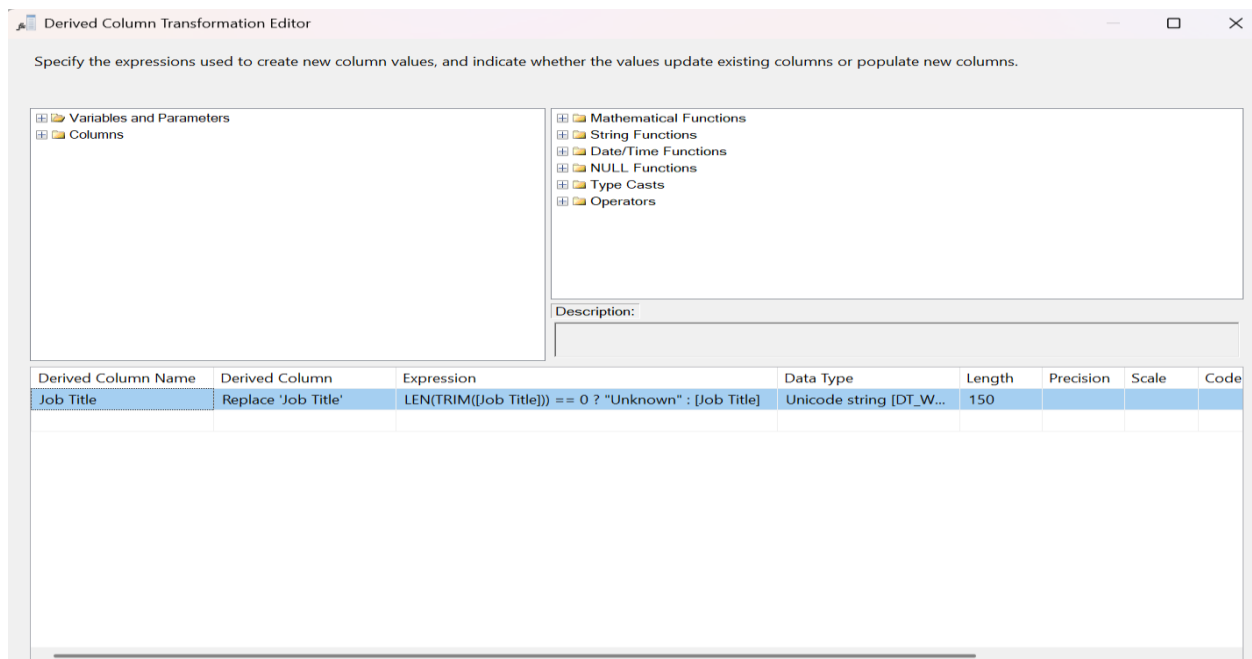 Derived Column Transformation Editor
Specify the expressions used to create new column values, and indicate whether the values update existing columns or populate new columns.
Variables and Parameters
Columns
Mathematical Functions
String Functions
Date/Time Functions
NULL Functions
Type Casts
Operators
Description:
Derived Column Name Derived Column Expression Data Type Length Precision Scale Code
Job Title Replace 'Job Title' LEN(TRIM([Job Title])) == 0 ? "Unknown" : [Job Title] Unicode string [DT_W... 150